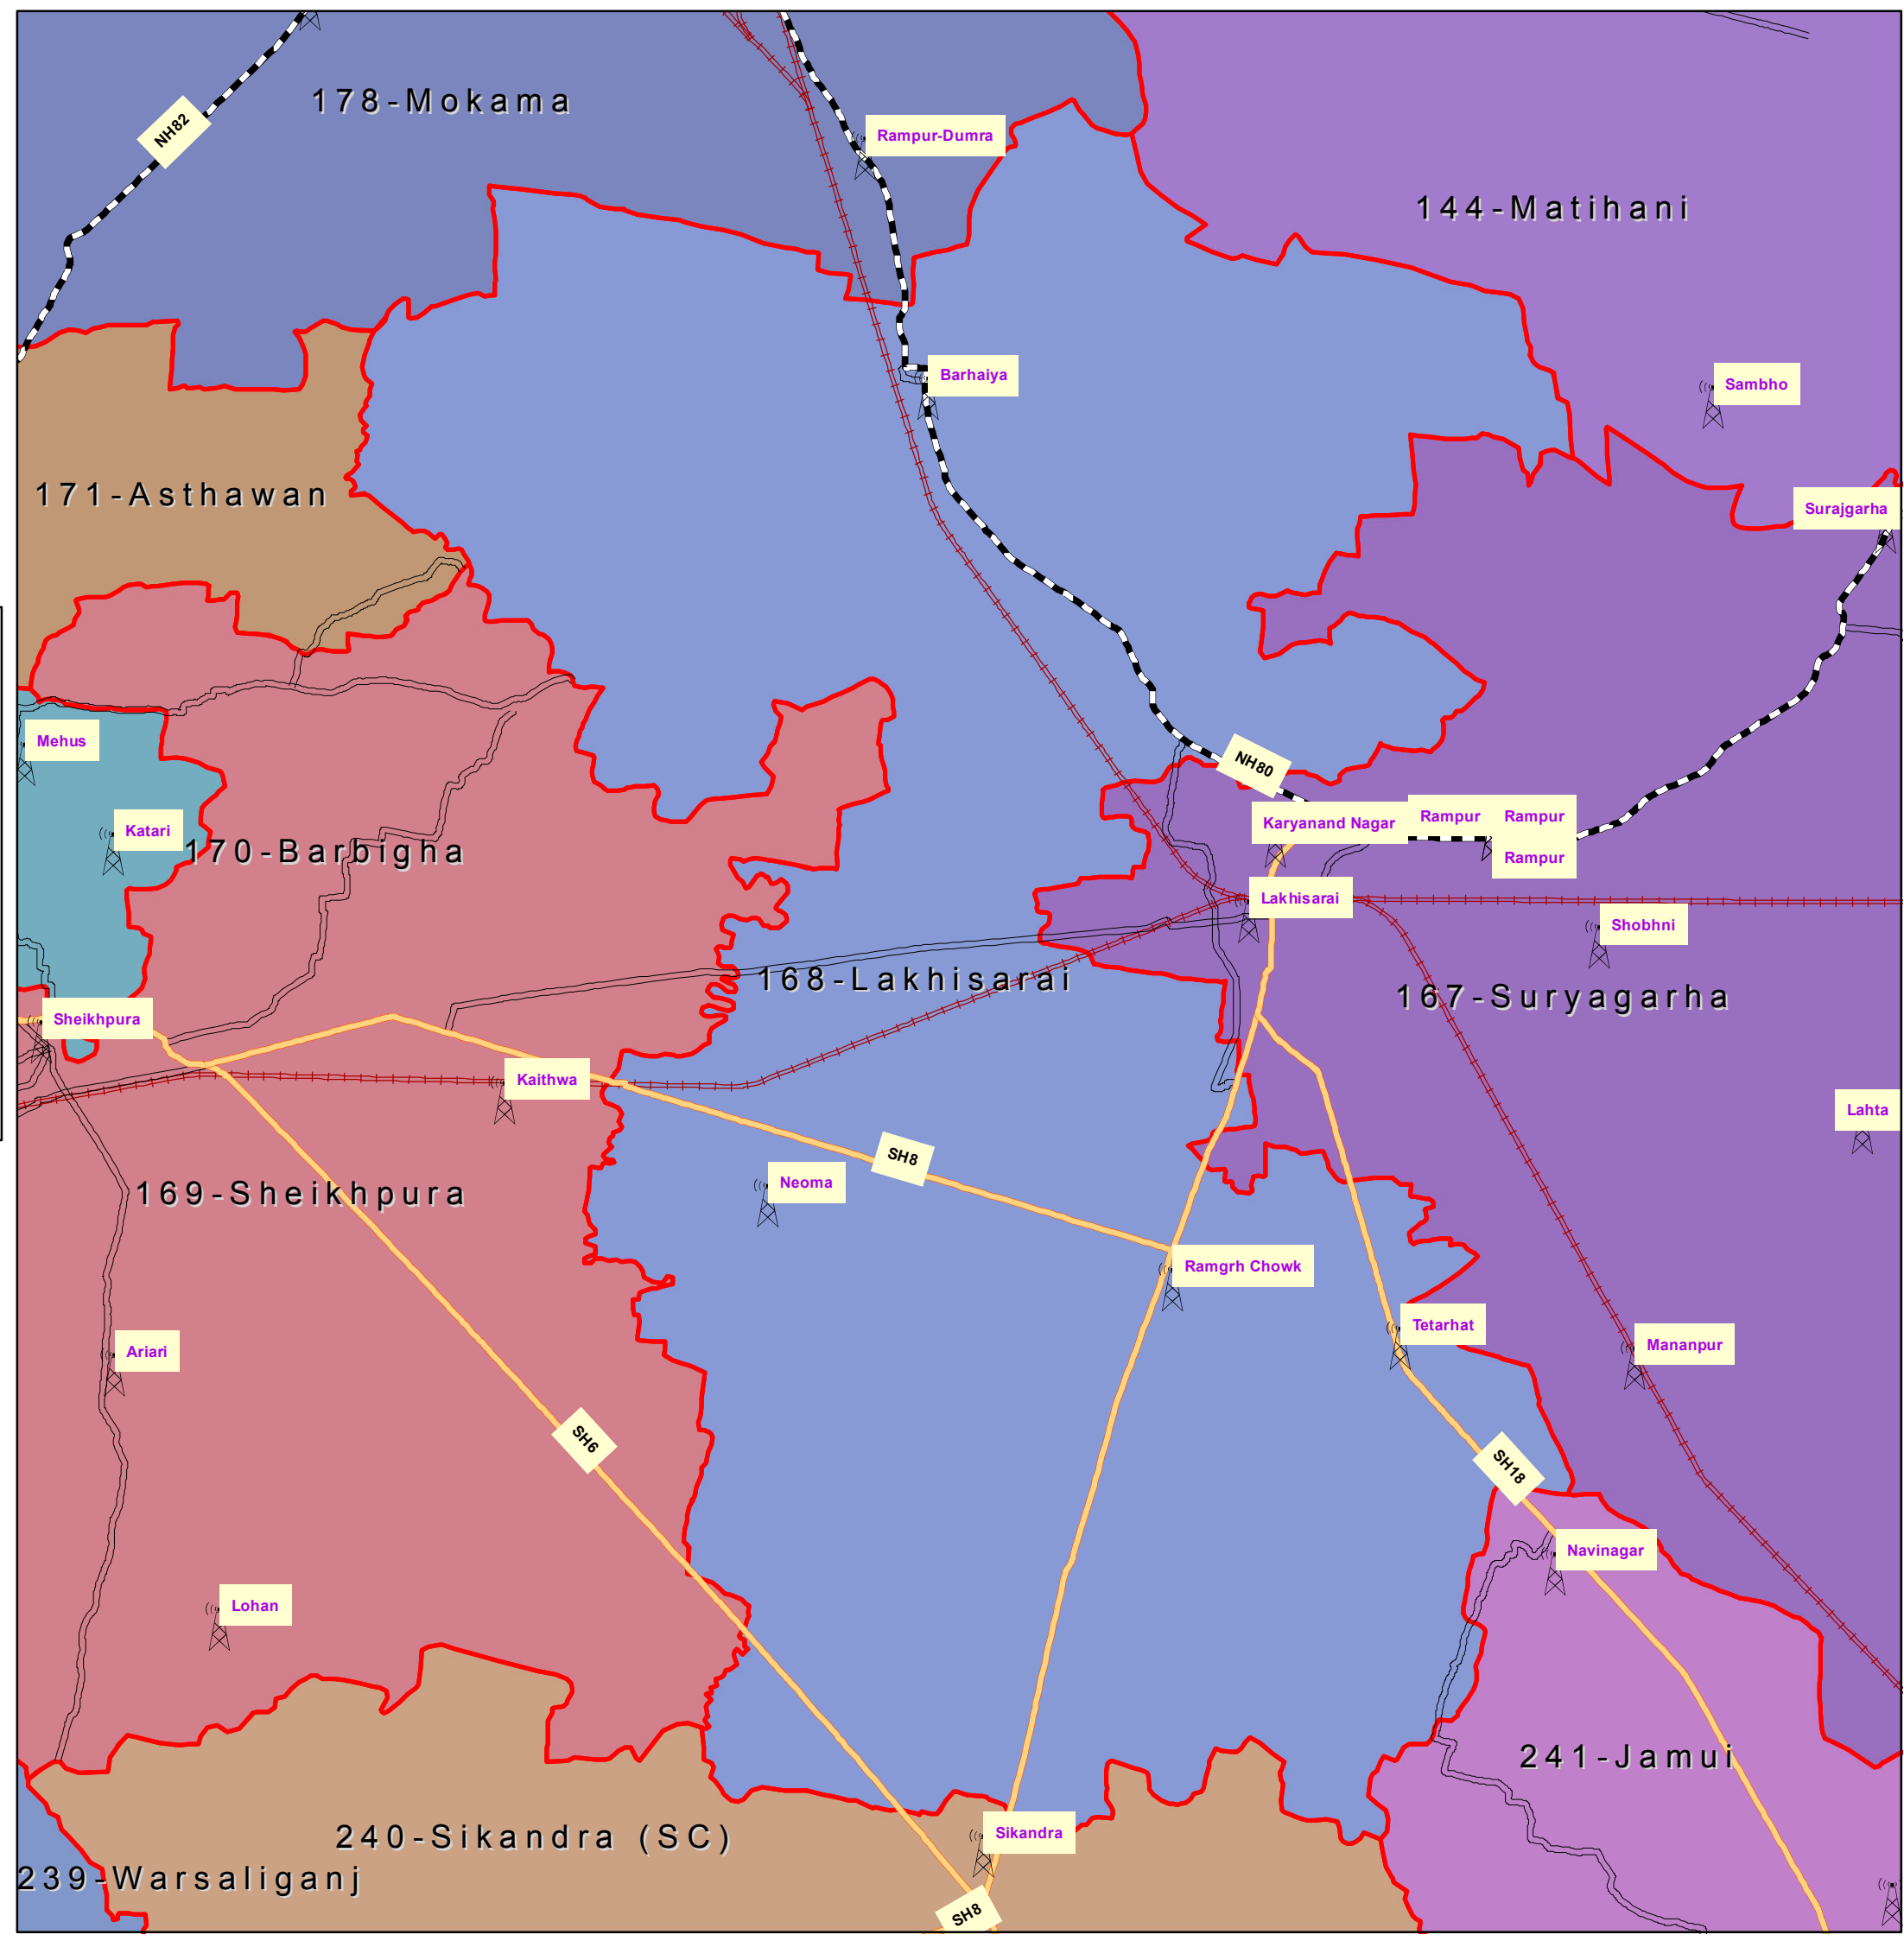 178-Mokama
NH82
Rampur-Dumra
144-Matihani
Barhaiya
Sambho
171-Asthawan
Surajgarha
Mehus
NH80
Katari
Karyanand Nagar
Rampur
Rampur
170-Barbigha
Rampur
Lakhisarai
Shobhni
168-Lakhisarai
167-Suryagarha
Sheikhpura
Kaithwa
Lahta
SH8
Neoma
169-Sheikhpura
Ramgrh Chowk
Tetarhat
Mananpur
Ariari
SH6
SH18
Navinagar
Lohan
241-Jamui
Sikandra
240-Sikandra (SC)
239-Warsaliganj
SH8